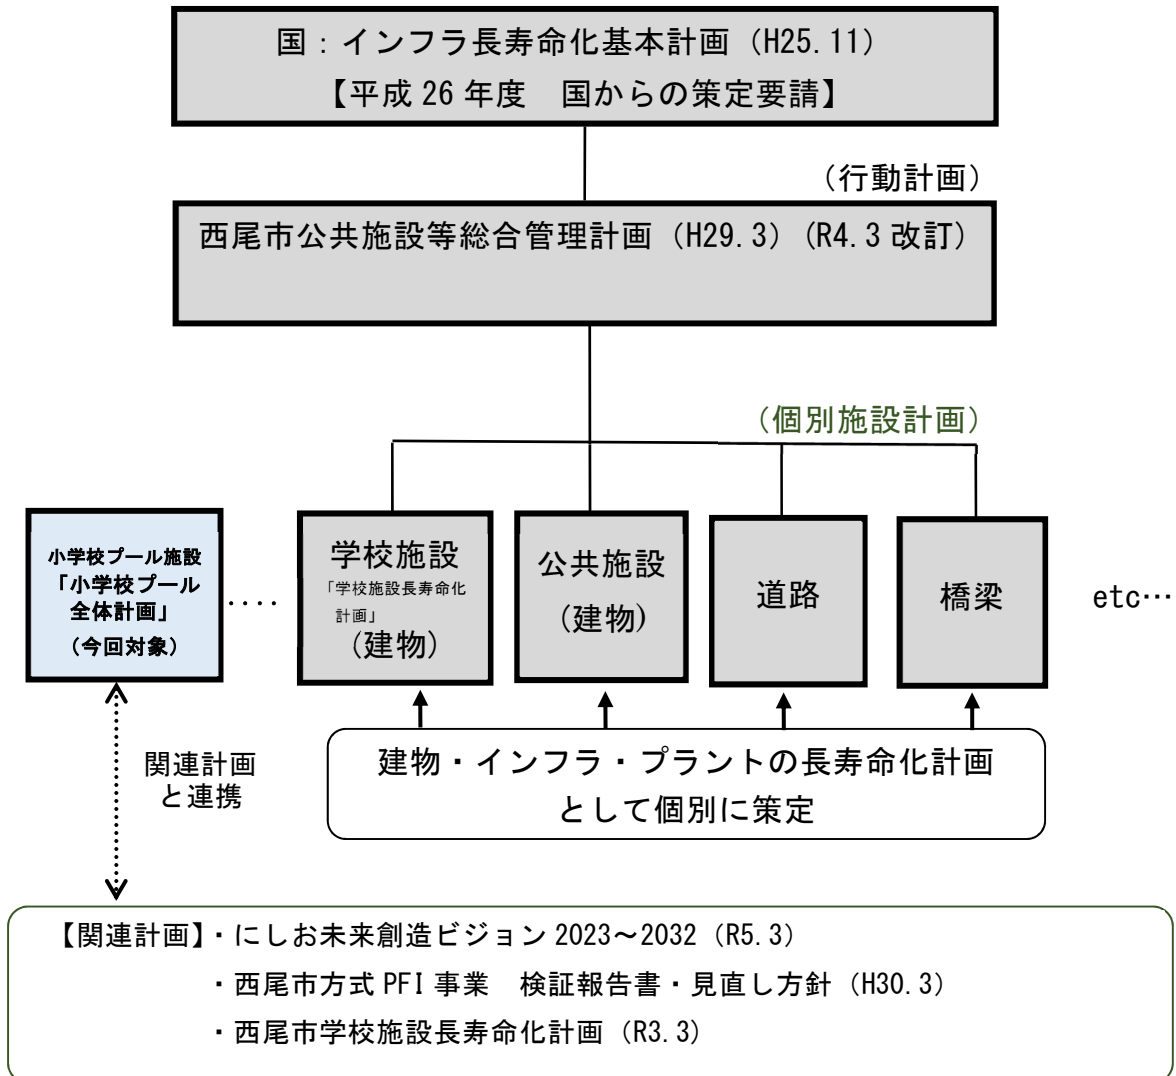 国：インフラ長寿命化基本計画（H25.11）
【平成 26 年度　国からの策定要請】
（行動計画）
西尾市公共施設等総合管理計画（H29.3）（R4.3 改訂）
（個別施設計画）
小学校プール施設
「小学校プール
全体計画」
（今回対象）
‥‥
学校施設
「学校施設長寿命化
計画」
（建物）
公共施設
（建物）
道路
橋梁
etc…
関連計画
と連携
建物・インフラ・プラントの長寿命化計画
として個別に策定
【関連計画】・にしお未来創造ビジョン 2023～2032（R5.3）
・西尾市方式 PFI 事業　検証報告書・見直し方針（H30.3）
・西尾市学校施設長寿命化計画（R3.3）